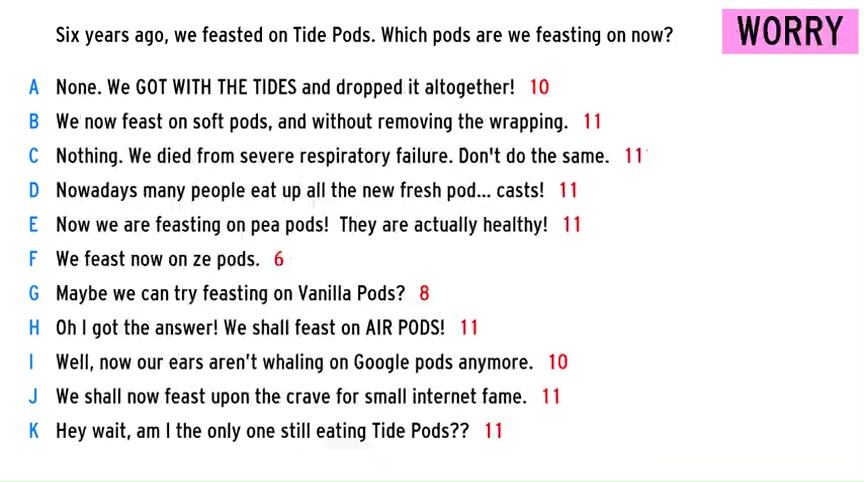 Six years ago, we feasted on Tide Pods. Which pods are we feasting on now?
WORRY
A None. We GOT WITH THE TIDES and dropped it altogether! 10
B We now feast on soft pods, and without removing the wrapping. 11
C Nothing. We died from severe respiratory failure. Don't do the same. 11
D Nowadays many people eat up all the new fresh pod... casts! 11
E Now we are feasting on pea pods! They are actually healthy! 11
F We feast now on ze pods. 6
G Maybe we can try feasting on Vanilla Pods? 8
H Oh I got the answer! We shall feast on AIR PODS! 11
I Well, now our ears aren't whaling on Google pods anymore. 10
J We shall now feast upon the crave for small internet fame. 11
K Hey wait, am I the only one still eating Tide Pods?? 11